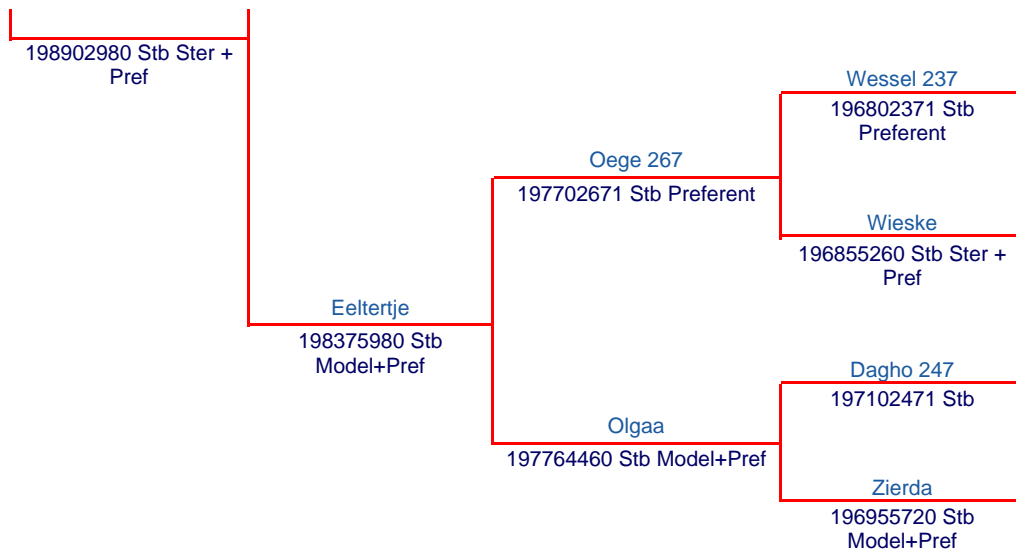 198902980 Stb Ster +
Pref
Wessel 237
196802371 Stb
Preferent
Oege 267
197702671 Stb Preferent
Wieske
196855260 Stb Ster +
Pref
Eeltertje
198375980 Stb
Model+Pref
Dagho 247
197102471 Stb
Olgaa
197764460 Stb Model+Pref
Zierda
196955720 Stb
Model+Pref